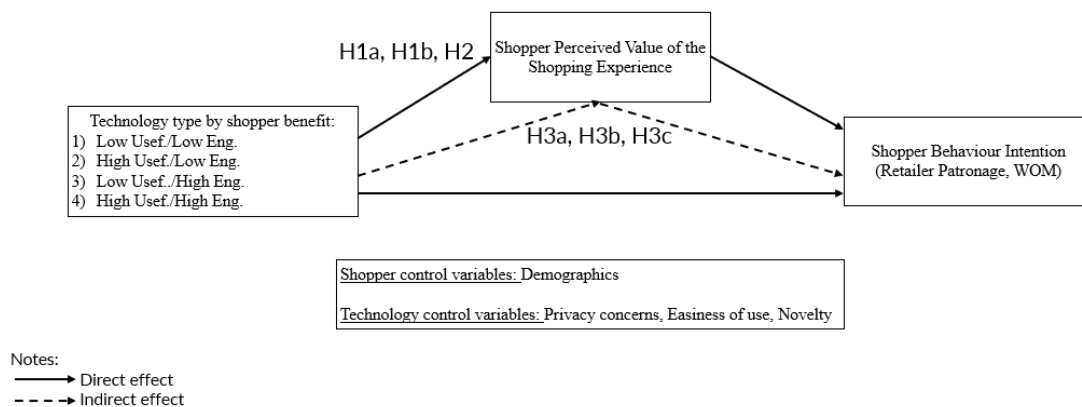 H1a, H1b, H2
Shopper Perceived Value of the
Shopping Experience
Technology type by shopper benefit:
1) Low Usef./Low Eng.
2) High Usef./Low Eng.
3) Low Usef../High Eng.
4) High Usef./High Eng.
H3a, H3b, H3c
Shopper Behaviour Intention
(Retailer Patronage, WOM)
Shopper control variables: Demographics
Technology control variables: Privacy concerns, Easiness of use, Novelty
Notes:
Direct effect
Indirect effect